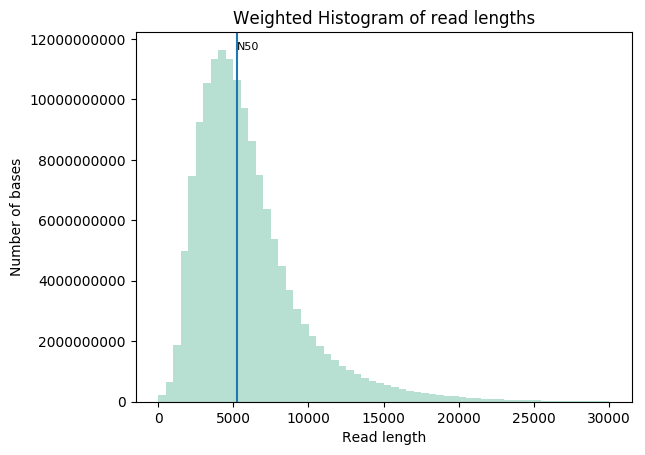 Weighted Histogram of read lengths
N50
Number of bases
12000000000
10000000000
8000000000
6000000000
4000000000
2000000000
0
0 5000 10000 15000 20000 25000 30000
Read length